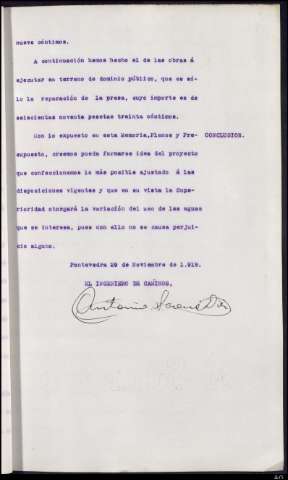 nueve céntimos.
A continuación hemos hecho el de las obras á
ejecutar en terreno de dominio público, que es só-
lo la reparación de la presa, cuyo importe es de
setecientas noventa pesetas treinta céntimos.
Con lo expuesto en esta Memoria, Planos y Pre- CONCLUSION.
supuesto, creemos pueda formarse idea del proyecto
que confeccionamos lo mas posible ajustado á las
disposiciones vigentes y que en su vista la Supe-
rioridad otorgará la variación del uso de las aguas
que se interesa, pues con ello no se causa perjui-
cio alguno.
Pontevedra 29 de Noviembre de 1.918.
EL INGENIERO DE CAMINOS,
Antonio